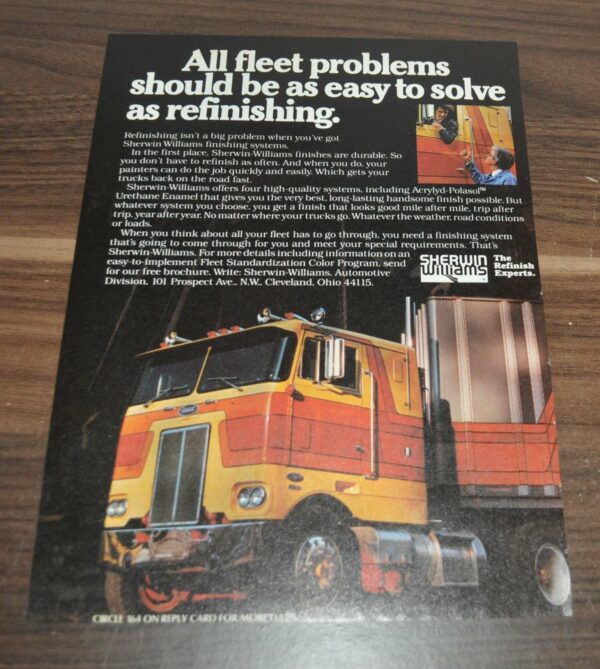 All fleet problems
should be as easy to solve
as refinishing.
Refinishing isn't a big problem when you've got
Sherwin-Williams finishing systems.
In the first place, Sherwin-Williams finishes are durable. So
you don't have to refinish as often. And when you do, your
painters can do the job quickly and easily. Which gets your
trucks back on the road fast.
Sherwin-Williams offers four high-quality systems, including Acrylyd-Polasol™
Urethane Enamel that gives you the very best, long-lasting handsome finish possible. But
whatever system you choose, you get a finish that looks good mile after mile, trip after
trip, year after year. No matter where your trucks go. Whatever the weather, road conditions
or loads.
When you think about all your fleet has to go through, you need a finishing system
that's going to come through for you and meet your special requirements. That's
Sherwin-Williams. For more details including information on an
easy-to-implement Fleet Standardization Color Program, send
for our free brochure. Write: Sherwin-Williams, Automotive
Division, 101 Prospect Ave., N.W., Cleveland, Ohio 44115.
SHERWIN
WILLIAMS
The
Refinish
Experts.
CIRCLE 164 ON REPLY CARD FOR MORE DATA